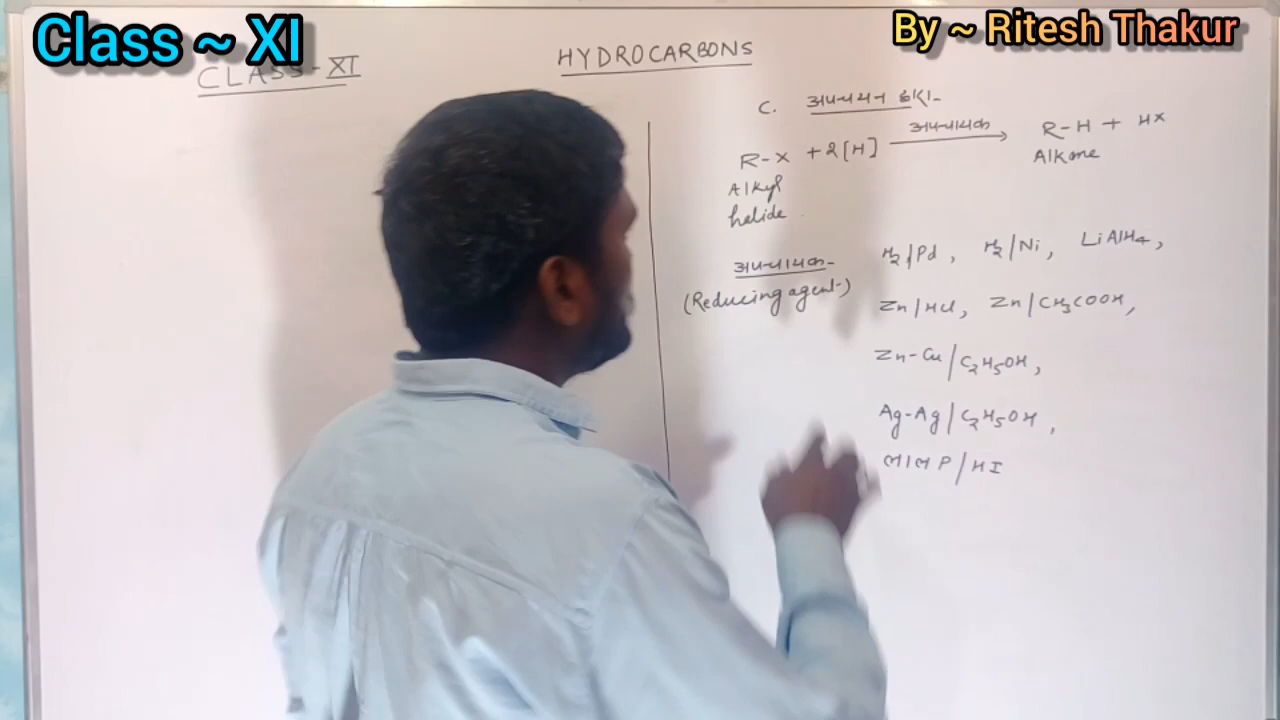 Class ~ XI
By ~ Ritesh Thakur
CLASS-XI
HYDROCARBONS
C. अपचयन द्वारा-
R-X + 2[H] अपचायक R-H + HX
Alkyl halide
Alkane
अपचायक-
(Reducing agent-)
H2/Pd, H2/Ni, LiAlH4,
Zn/HCl, Zn/CH3COOH,
Zn-Cu/C2H5OH,
Ag-Ag/C2H5OH,
लाल P/HI